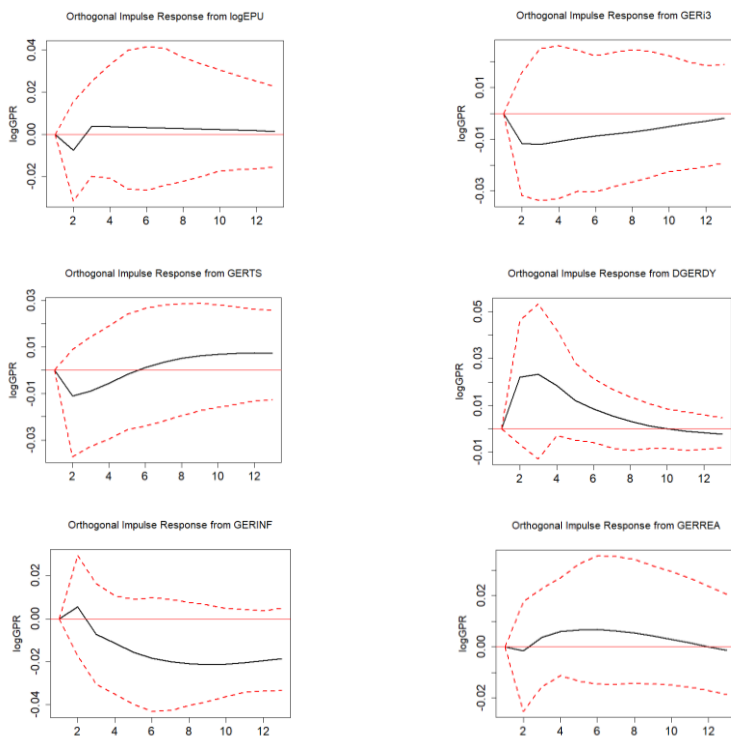 Orthogonal Impulse Response from logEPU
logGPR
0.04
0.02
0.00
-0.02
2 4 6 8 10 12
Orthogonal Impulse Response from GERi3
logGPR
0.01
-0.01
-0.03
2 4 6 8 10 12
Orthogonal Impulse Response from GERTS
logGPR
0.03
0.01
-0.01
-0.03
2 4 6 8 10 12
Orthogonal Impulse Response from DGERDY
logGPR
0.05
0.03
0.01
-0.01
2 4 6 8 10 12
Orthogonal Impulse Response from GERINF
logGPR
0.02
0.00
-0.02
-0.04
2 4 6 8 10 12
Orthogonal Impulse Response from GERREA
logGPR
0.02
0.00
-0.02
2 4 6 8 10 12